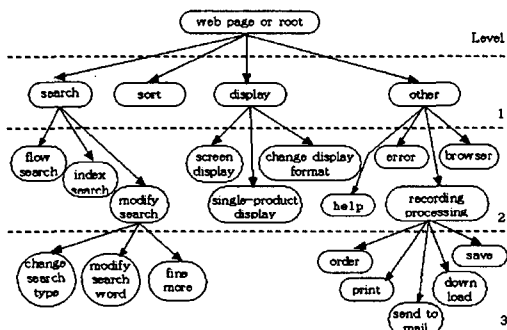 web page or root
Level
search
sort
display
other
1
flow
search
index
search
modify
search
screen
display
change display
format
single-product
display
help
error
browser
recording
processing
2
change
search
type
modify
search
word
fine
more
order
print
send to
mail
down
load
save
3